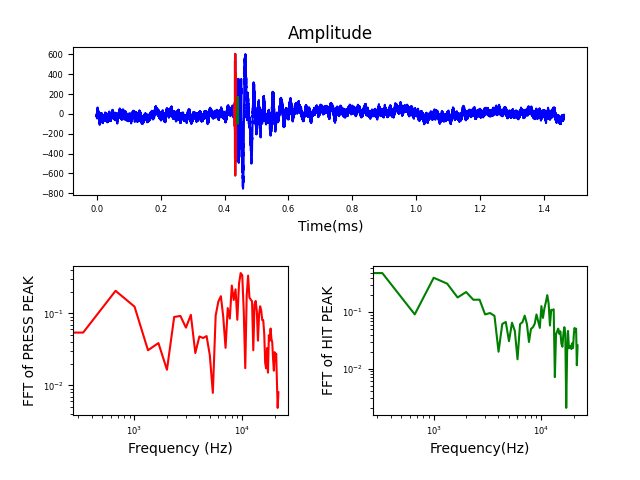 Amplitude
600
400
200
0
−200
−400
−600
−800
0.0 0.2 0.4 0.6 0.8 1.0 1.2 1.4
Time(ms)
FFT of PRESS PEAK
10⁻¹
10⁻²
10³ 10⁴
Frequency (Hz)
FFT of HIT PEAK
10⁻¹
10⁻²
10³ 10⁴
Frequency(Hz)